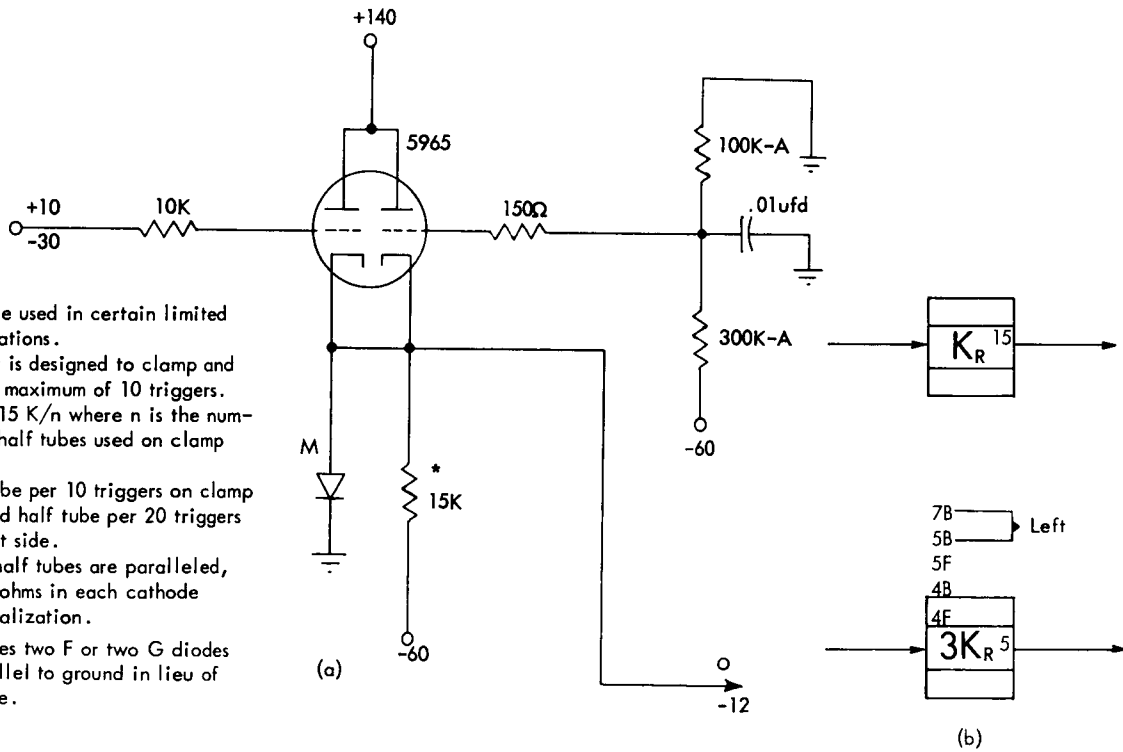 +140
5965
100K-A
+10
-30
10K
150Ω
.01ufd
e used in certain limited
ations.
is designed to clamp and
maximum of 10 triggers.
15 K/n where n is the num-
half tubes used on clamp
be per 10 triggers on clamp
d half tube per 20 triggers
t side.
half tubes are paralleled,
ohms in each cathode
alization.
es two F or two G diodes
llel to ground in lieu of
e.
300K-A
-60
M
*
15K
-60
(a)
O
-12
KR 15
7B
5B
Left
5F
4B
4F
3KR 5
(b)